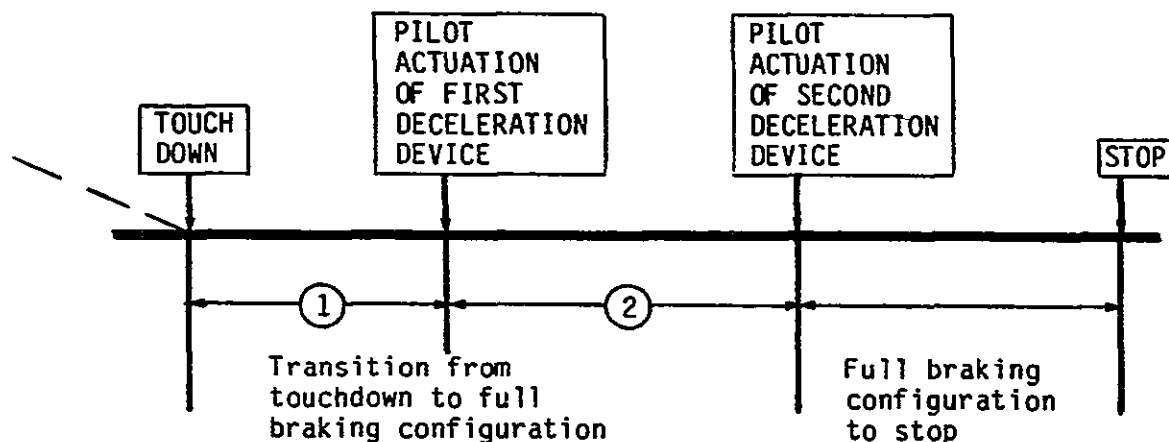 TOUCH
DOWN
PILOT
ACTUATION
OF FIRST
DECELERATION
DEVICE
PILOT
ACTUATION
OF SECOND
DECELERATION
DEVICE
STOP
1
2
Transition from
touchdown to full
braking configuration
Full braking
configuration
to stop